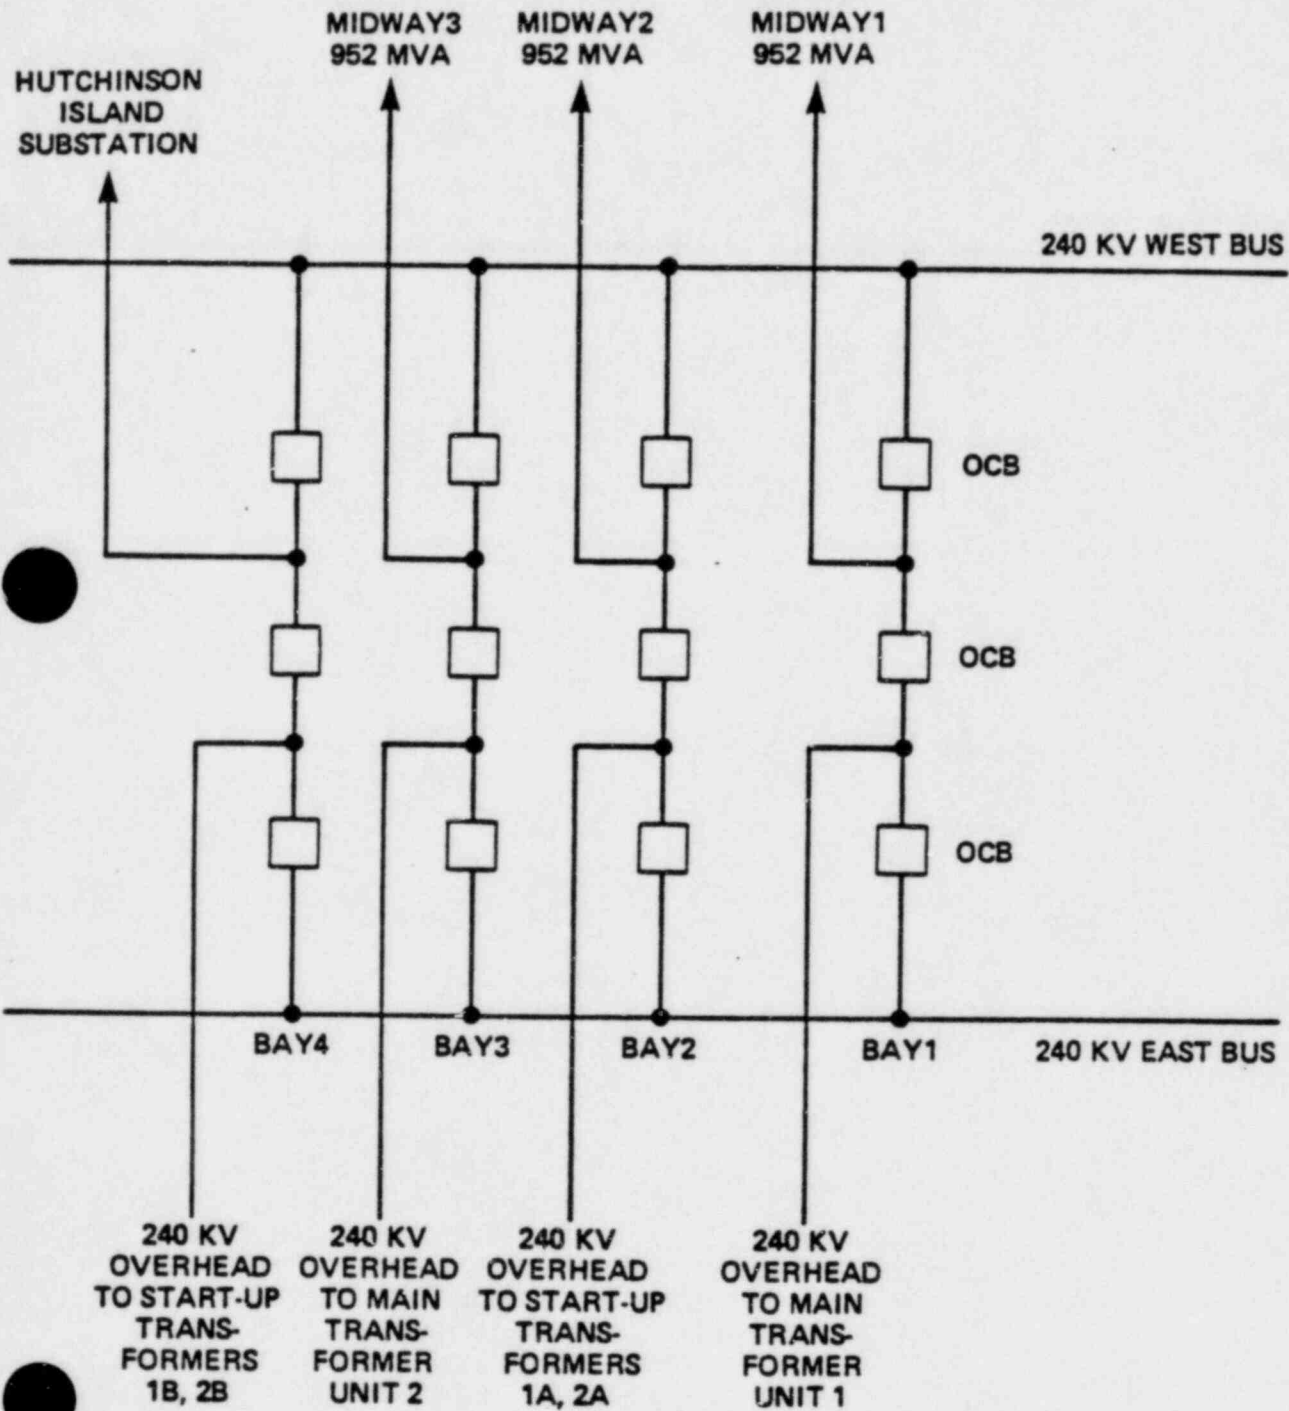 MIDWAY3
952 MVA
MIDWAY2
952 MVA
MIDWAY1
952 MVA
HUTCHINSON
ISLAND
SUBSTATION
240 KV WEST BUS
OCB
OCB
OCB
BAY4
BAY3
BAY2
BAY1
240 KV EAST BUS
240 KV
OVERHEAD
TO START-UP
TRANS-
FORMERS
1B, 2B
240 KV
OVERHEAD
TO MAIN
TRANS-
FORMER
UNIT 2
240 KV
OVERHEAD
TO START-UP
TRANS-
FORMERS
1A, 2A
240 KV
OVERHEAD
TO MAIN
TRANS-
FORMER
UNIT 1